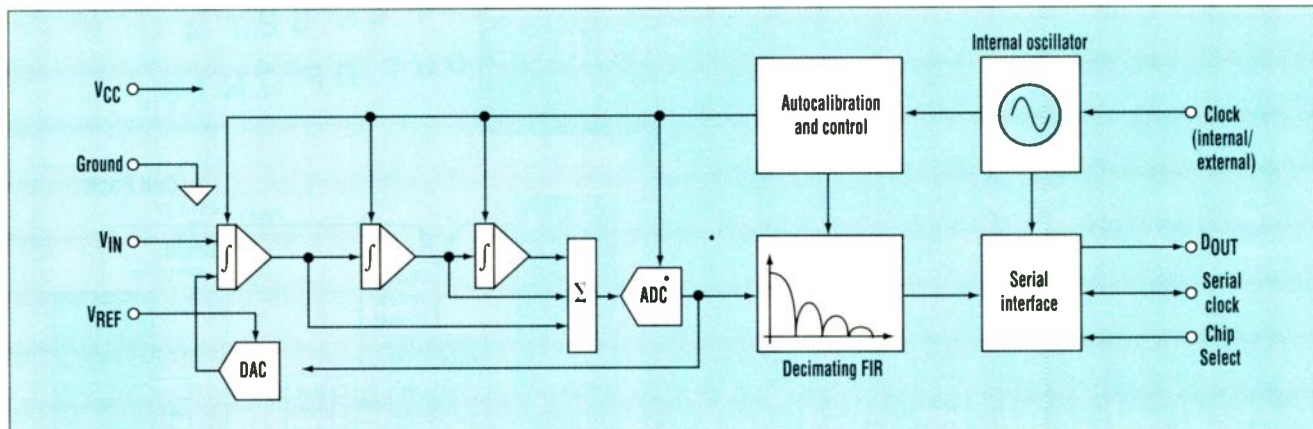 Internal oscillator
VCC
Autocalibration
and control
Clock
(internal/
external)
Ground
VIN
∫
∫
∫
Σ
ADC
DOUT
Serial
interface
Serial
clock
VREF
Chip
Select
DAC
Decimating FIR